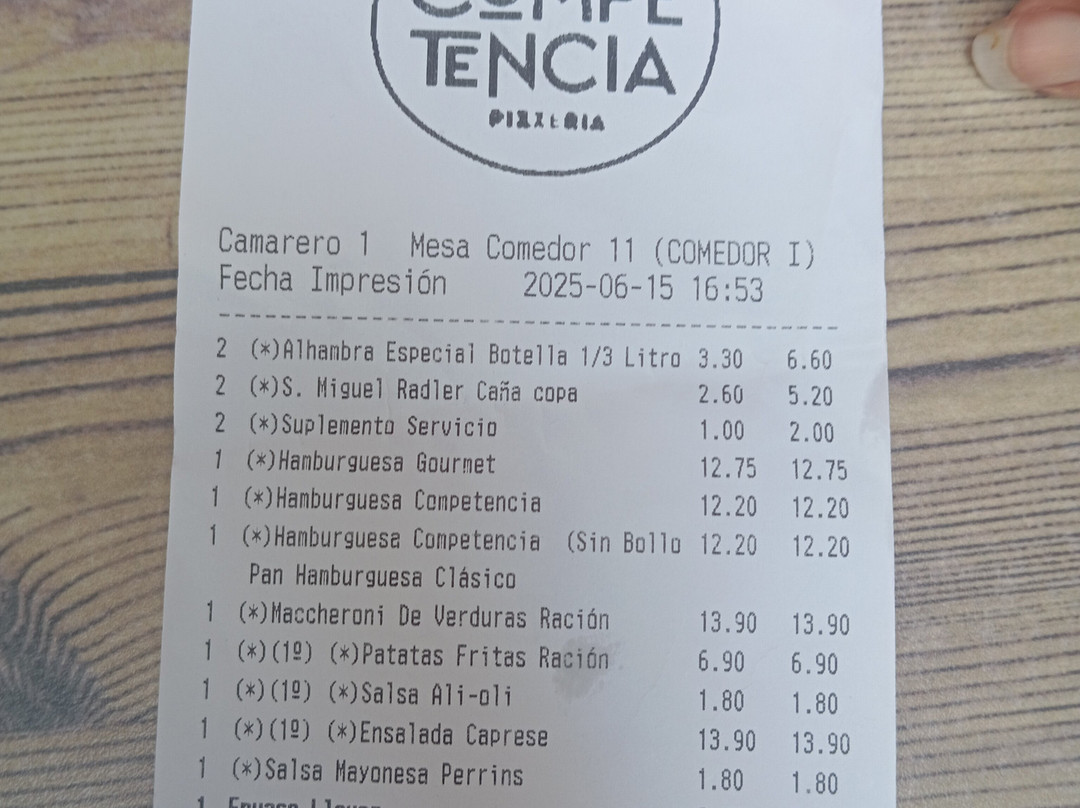 COMPE
TENCIA
PIZZERIA
Camarero 1 Mesa Comedor 11 (COMEDOR I)
Fecha Impresión 2025-06-15 16:53
2 (*)Alhambra Especial Botella 1/3 Litro 3.30 6.60
2 (*)S. Miguel Radler Caña copa 2.60 5.20
2 (*)Suplemento Servicio 1.00 2.00
1 (*)Hamburguesa Gourmet 12.75 12.75
1 (*)Hamburguesa Competencia 12.20 12.20
1 (*)Hamburguesa Competencia (Sin Bollo 12.20 12.20
Pan Hamburguesa Clásico
1 (*)Maccheroni De Verduras Ración 13.90 13.90
1 (*)(1º) (*)Patatas Fritas Ración 6.90 6.90
1 (*)(1º) (*)Salsa Ali-oli 1.80 1.80
1 (*)(1º) (*)Ensalada Caprese 13.90 13.90
1 (*)Salsa Mayonesa Perrins 1.80 1.80
1 Envase Llevar